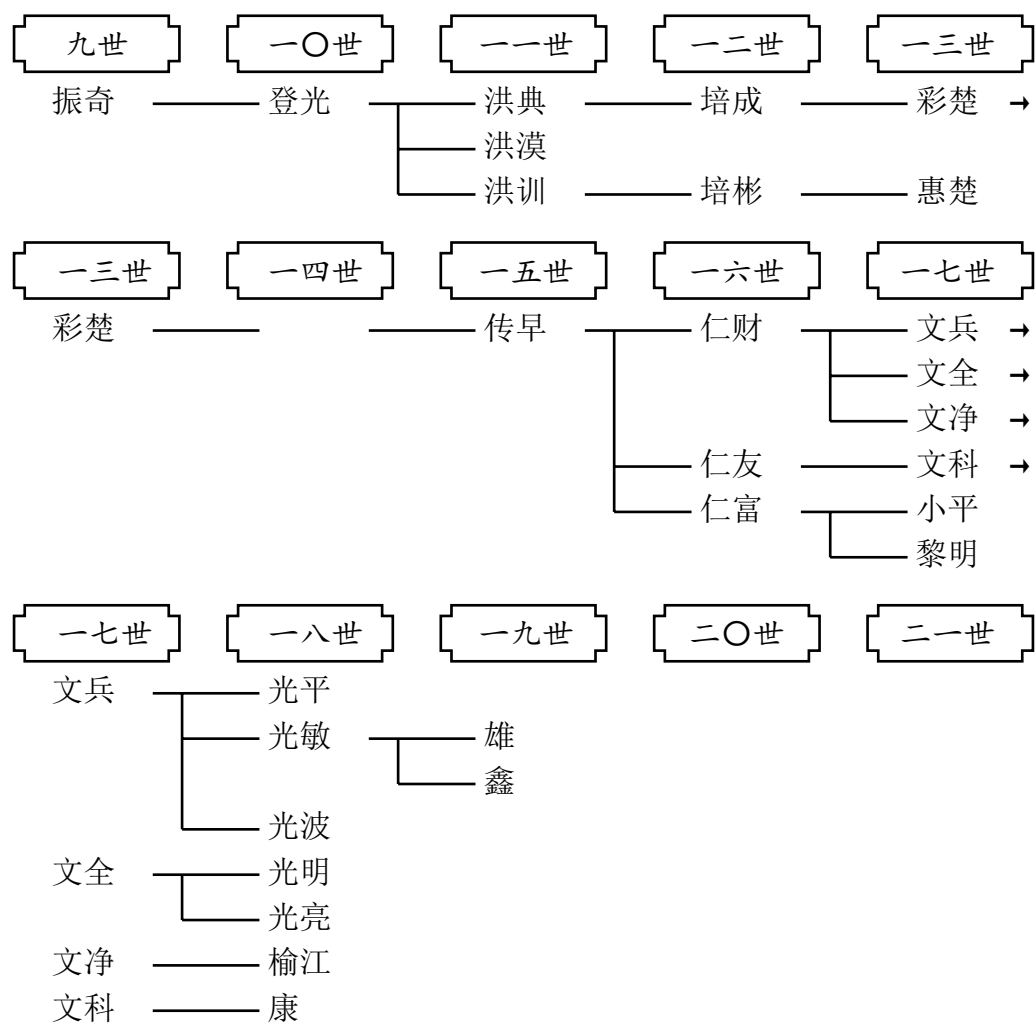 九世 一〇世 一一世 一二世 一三世
振奇 登光 洪典 培成 彩楚 →
洪漠
洪训 培彬 惠楚
一三世 一四世 一五世 一六世 一七世
彩楚 传早 仁财 文兵 →
文全 →
文净 →
仁友 文科 →
仁富 小平
黎明
一七世 一八世 一九世 二〇世 二一世
文兵 光平
光敏 雄
鑫
光波
文全 光明
光亮
文净 榆江
文科 康